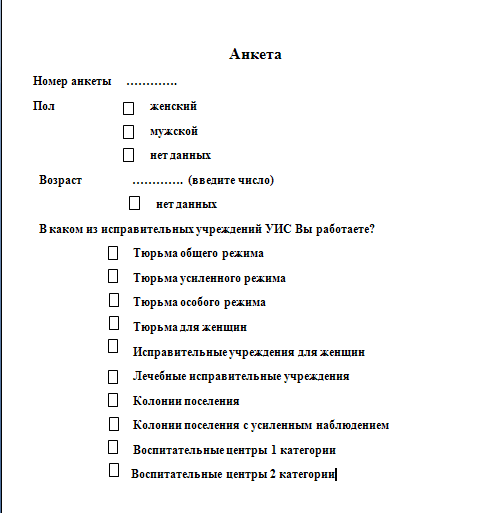 Анкета
Номер анкеты ………….
Пол женский
мужской
нет данных
Возраст …………. (введите число)
нет данных
В каком из исправительных учреждений УИС Вы работаете?
Тюрьма общего режима
Тюрьма усиленного режима
Тюрьма особого режима
Тюрьма для женщин
Исправительные учреждения для женщин
Лечебные исправительные учреждения
Колонии поселения
Колонии поселения с усиленным наблюдением
Воспитательные центры 1 категории
Воспитательные центры 2 категории